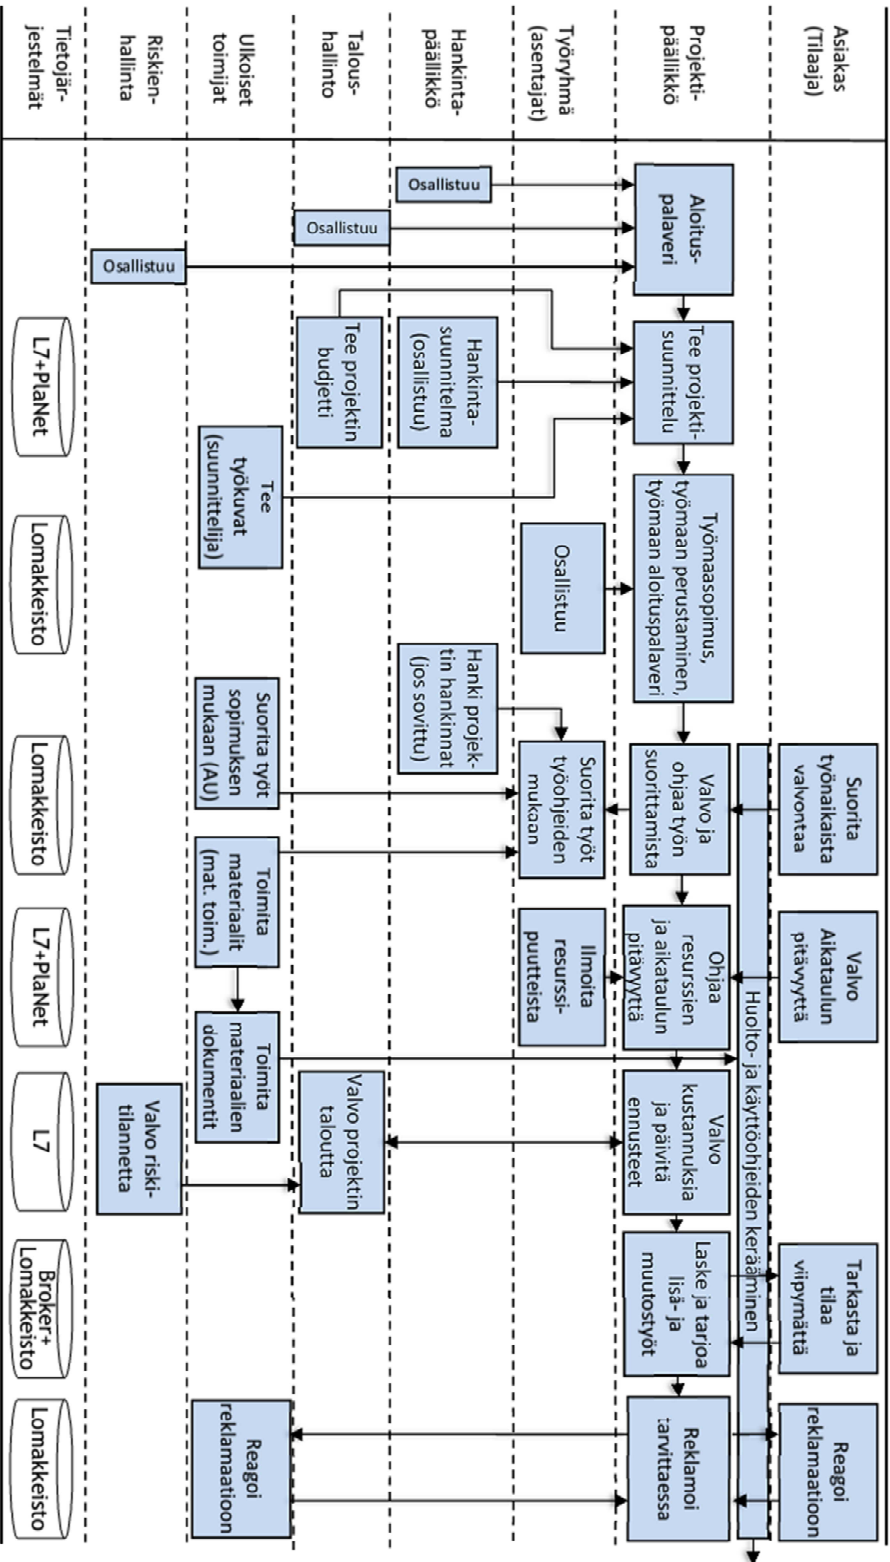 Asiakas
(Tilaaja)
Suorita
työnaikaista
valvontaa
Valvo
Aikataulun
pitävyyttä
Tarkasta ja
tilaa
viipymättä
Reagoi
reklamaatioon
Huolto- ja käyttöohjeiden kerääminen
Projekti-
päällikkö
Aloitus-
palaveri
Tee projekti-
suunnittelu
Työmaasopimus,
työmaan perustaminen,
työmaan aloituspalaveri
Valvo ja
ohjaa työn
suorittamista
Ohjaa
resurssien
ja aikataulun
pitävyyttä
Valvo
kustannuksia
ja päivitä
ennusteet
Laske ja tarjoa
lisä- ja
muutostyöt
Reklamoi
tarvittaessa
Työryhmä
(asentajat)
Osallistuu
Suorita työt
työohjeiden
mukaan
Ilmoita
resurssi-
puutteista
Hankinta-
päällikkö
Osallistuu
Hankinta-
suunnitelma
(osallistuu)
Hanki projek-
tin hankinnat
(jos sovittu)
Talous-
hallinto
Osallistuu
Tee projektin
budjetti
Valvo projektin
taloutta
Ulkoiset
toimijat
Tee
työkuvat
(suunnittelija)
Suorita työt
sopimuksen
mukaan (AU)
Toimita
materiaalit
(mat. toim.)
Toimita
materiaalien
dokumentit
Reagoi
reklamaatioon
Riskien-
hallinta
Osallistuu
Valvo riski-
tilannetta
Tietojär-
jestelmät
L7+PlaNet
Lomakkeisto
Lomakkeisto
L7+PlaNet
L7
Broker+
Lomakkeisto
Lomakkeisto